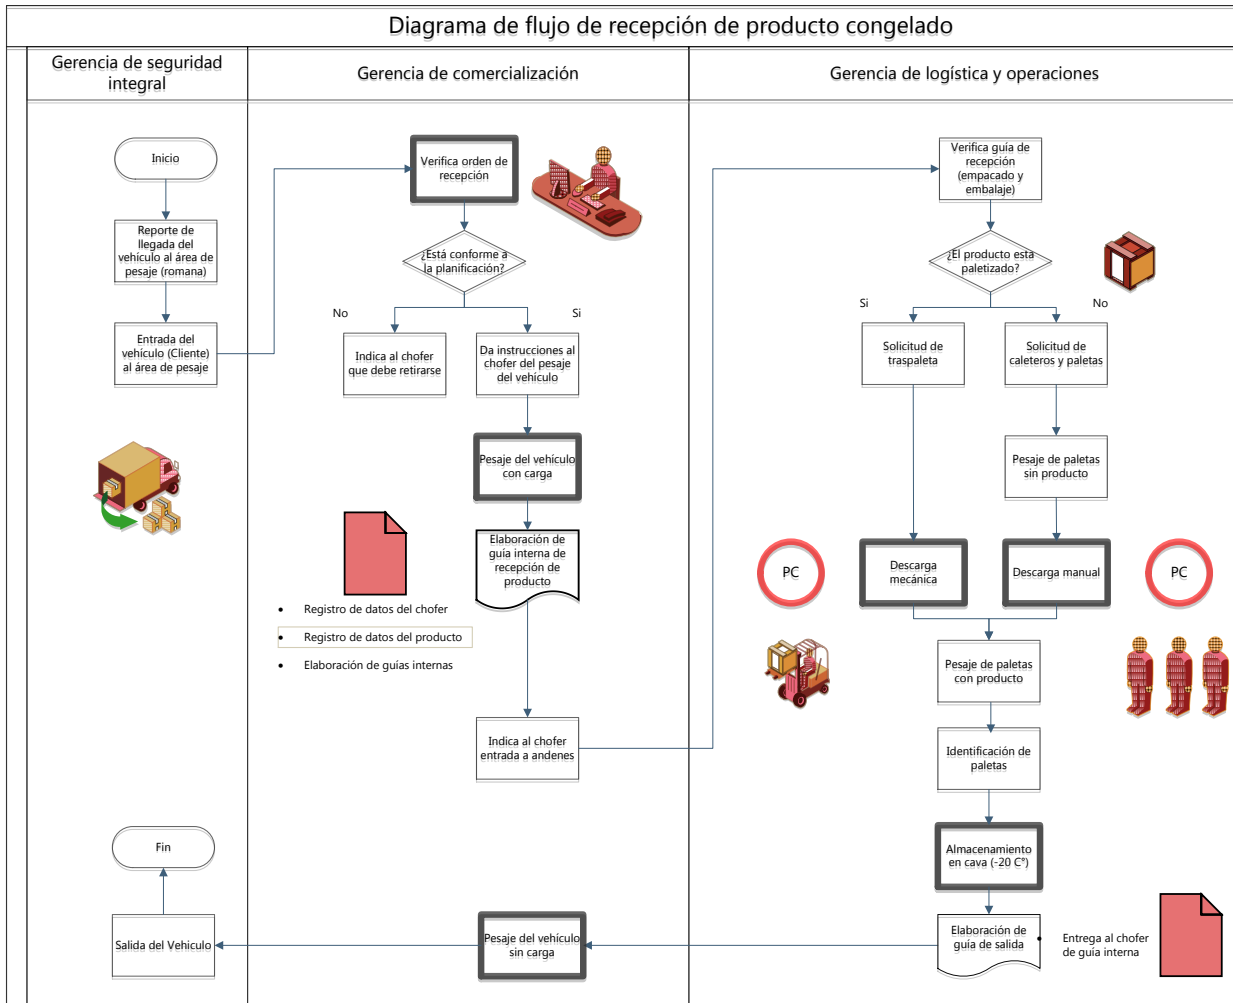 Diagrama de flujo de recepción de producto congelado
Gerencia de seguridad
integral
Gerencia de comercialización
Gerencia de logística y operaciones
Inicio
Reporte de
llegada del
vehículo al área de
pesaje (romana)
Entrada del
vehículo (Cliente)
al área de pesaje
Verifica orden de
recepción
¿Está conforme a
la planificación?
No
Si
Indica al chofer
que debe retirarse
Da instrucciones al
chofer del pesaje
del vehículo
Pesaje del vehículo
con carga
Elaboración de
guía interna de
recepción de
producto
• Registro de datos del chofer
• Registro de datos del producto
• Elaboración de guías internas
Indica al chofer
entrada a andenes
Verifica guía de
recepción
(empacado y
embalaje)
¿El producto esta
paletizado?
Si
No
Solicitud de
traspaleta
Solicitud de
caleteros y paletas
Pesaje de paletas
sin producto
PC
Descarga
mecánica
Descarga manual
PC
Pesaje de paletas
con producto
Identificación de
paletas
Almacenamiento
en cava (-20 C°)
Elaboración de
guía de salida
• Entrega al chofer
de guía interna
Pesaje del vehículo
sin carga
Salida del Vehiculo
Fin